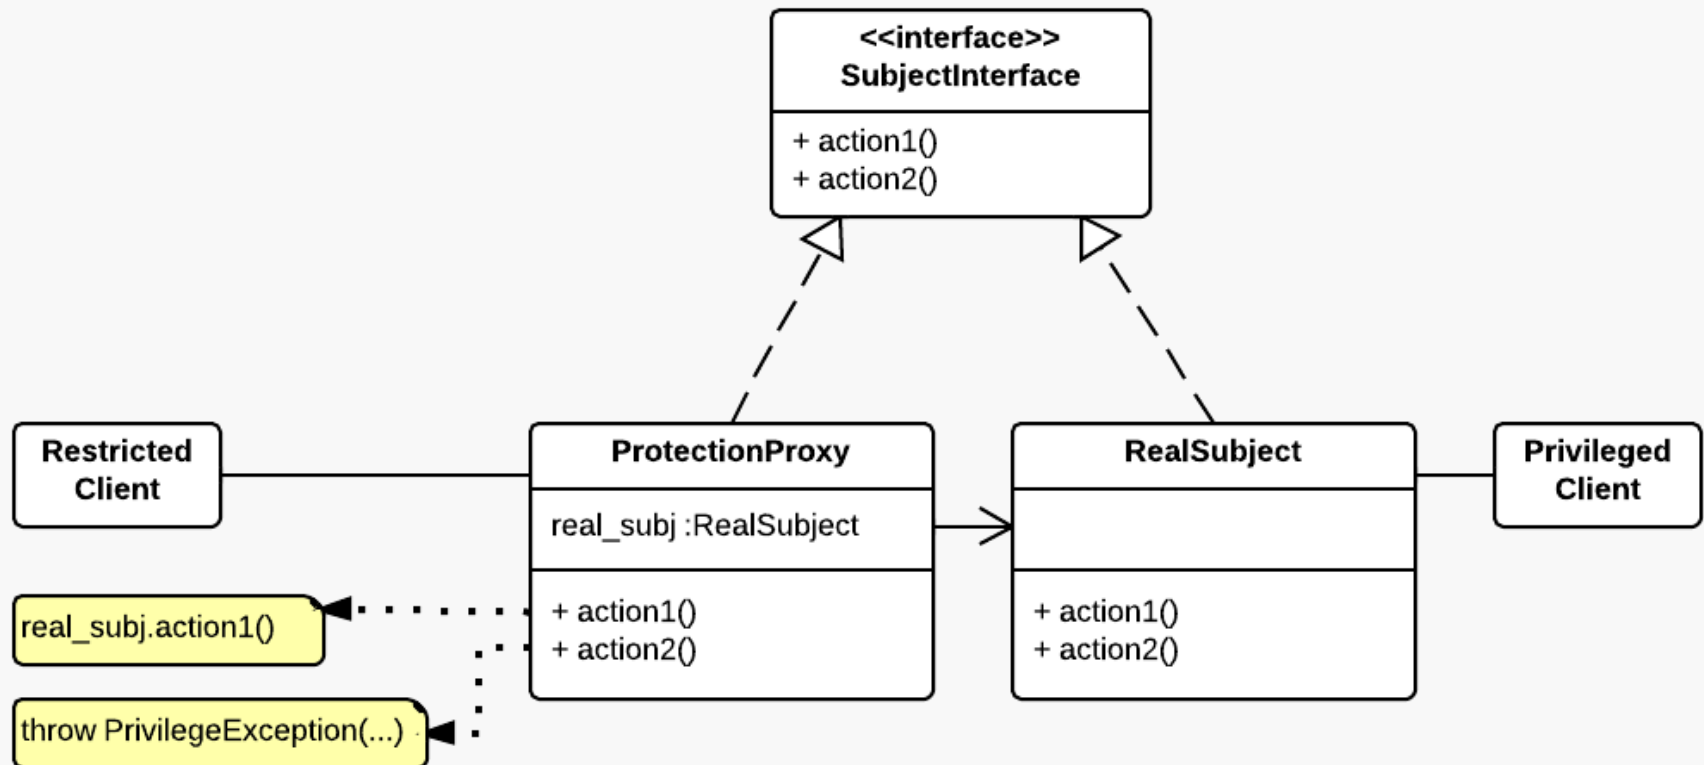 <<interface>>
SubjectInterface
+ action1()
+ action2()
Restricted
Client
ProtectionProxy
real_subj :RealSubject
+ action1()
+ action2()
RealSubject
+ action1()
+ action2()
Privileged
Client
real_subj.action1()
throw PrivilegeException(...)